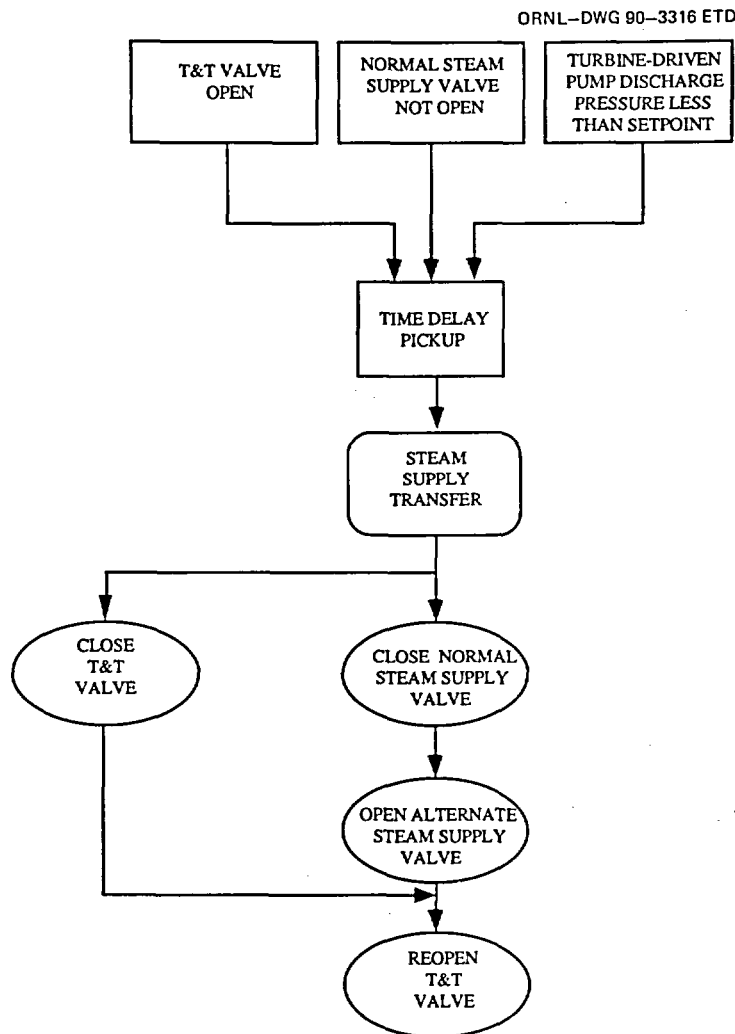 ORNL–DWG 90–3316 ETD
T&T VALVE
OPEN
NORMAL STEAM
SUPPLY VALVE
NOT OPEN
TURBINE-DRIVEN
PUMP DISCHARGE
PRESSURE LESS
THAN SETPOINT
TIME DELAY
PICKUP
STEAM
SUPPLY
TRANSFER
CLOSE
T&T
VALVE
CLOSE NORMAL
STEAM SUPPLY
VALVE
OPEN ALTERNATE
STEAM SUPPLY
VALVE
REOPEN
T&T
VALVE